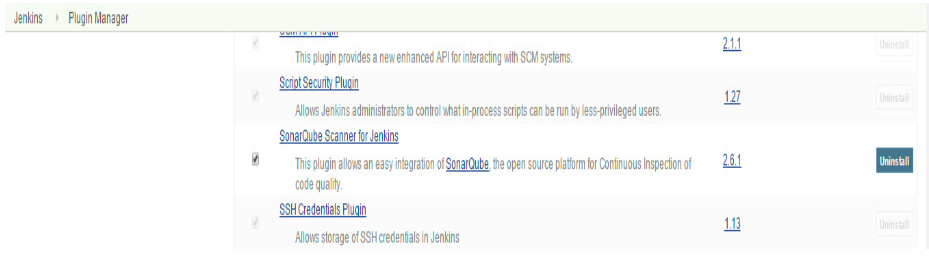 Jenkins Plugin Manager
SCM API Plugin
This plugin provides a new enhanced API for interacting with SCM systems.
2.1.1
Uninstall
Script Security Plugin
Allows Jenkins administrators to control what in-process scripts can be run by less-privileged users.
1.27
Uninstall
SonarQube Scanner for Jenkins
This plugin allows an easy integration of SonarQube, the open source platform for Continuous Inspection of
code quality.
2.6.1
Uninstall
SSH Credentials Plugin
Allows storage of SSH credentials in Jenkins
1.13
Uninstall